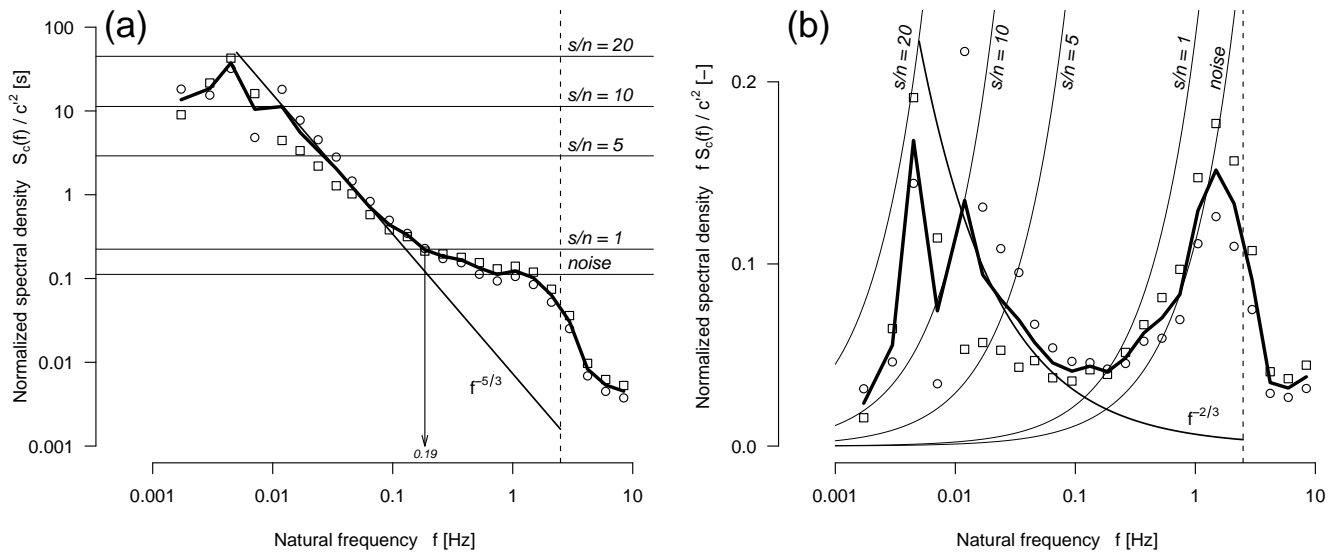 (a)
100
10
1
0.1
0.01
0.001
Normalized spectral density S_c(f) / c'² [s]
s/n = 20
s/n = 10
s/n = 5
s/n = 1
noise
f^−5/3
0.19
0.001
0.01
0.1
1
10
Natural frequency f [Hz]
(b)
0.2
0.1
0.0
Normalized spectral density f S_c(f) / c'² [−]
s/n = 20
s/n = 10
s/n = 5
s/n = 1
noise
f^−2/3
0.001
0.01
0.1
1
10
Natural frequency f [Hz]